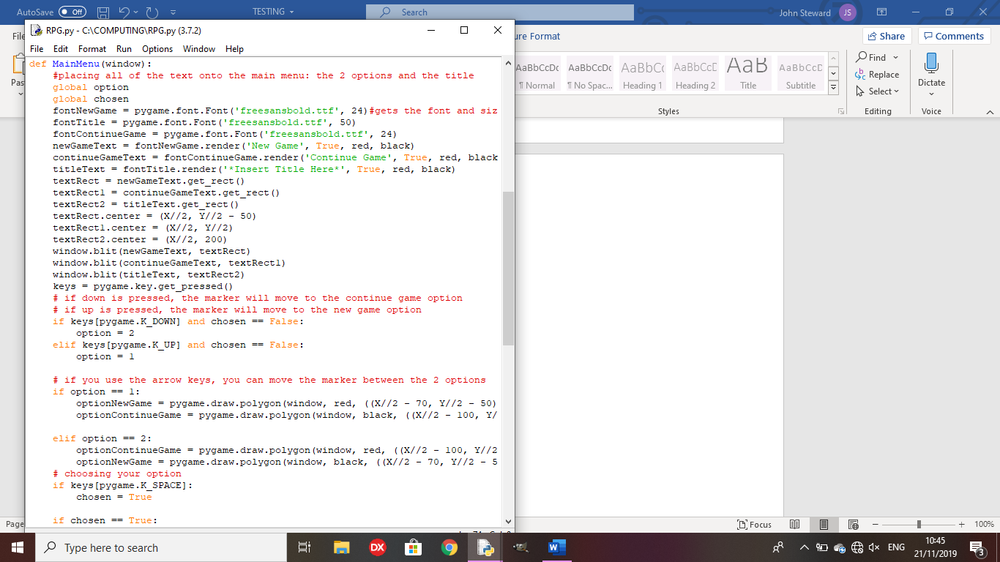 AutoSave Off TESTING Search John Steward JS
RPG.py - C:\COMPUTING\RPG.py (3.7.2)
File Edit Format Run Options Window Help
def MainMenu(window):
    #placing all of the text onto the main menu: the 2 options and the title
    global option
    global chosen
    fontNewGame = pygame.font.Font('freesansbold.ttf', 24)#gets the font and siz
    fontTitle = pygame.font.Font('freesansbold.ttf', 50)
    fontContinueGame = pygame.font.Font('freesansbold.ttf', 24)
    newGameText = fontNewGame.render('New Game', True, red, black)
    continueGameText = fontContinueGame.render('Continue Game', True, red, black
    titleText = fontTitle.render('*Insert Title Here*', True, red, black)
    textRect = newGameText.get_rect()
    textRect1 = continueGameText.get_rect()
    textRect2 = titleText.get_rect()
    textRect.center = (X//2, Y//2 - 50)
    textRect1.center = (X//2, Y//2)
    textRect2.center = (X//2, 200)
    window.blit(newGameText, textRect)
    window.blit(continueGameText, textRect1)
    window.blit(titleText, textRect2)
    keys = pygame.key.get_pressed()
    # if down is pressed, the marker will move to the continue game option
    # if up is pressed, the marker will move to the new game option
    if keys[pygame.K_DOWN] and chosen == False:
        option = 2
    elif keys[pygame.K_UP] and chosen == False:
        option = 1
    # if you use the arrow keys, you can move the marker between the 2 options
    if option == 1:
        optionNewGame = pygame.draw.polygon(window, red, ((X//2 - 70, Y//2 - 50)
        optionContinueGame = pygame.draw.polygon(window, black, ((X//2 - 100, Y/
    elif option == 2:
        optionContinueGame = pygame.draw.polygon(window, red, ((X//2 - 100, Y//2
        optionNewGame = pygame.draw.polygon(window, black, ((X//2 - 70, Y//2 - 5
    # choosing your option
    if keys[pygame.K_SPACE]:
        chosen = True
    if chosen == True:
File
Past
ure Format
Share Comments
AaBbCcDc AaBbCcDc AaBbCc AaBbCcD AaB AaBbCcD
¶ Normal ¶ No Spac... Heading 1 Heading 2 Title Subtitle
Styles
Find
Replace
Select
Editing
Dictate
Voice
Page
Focus 100%
Type here to search
DX
W
ENG
10:45
21/11/2019
3